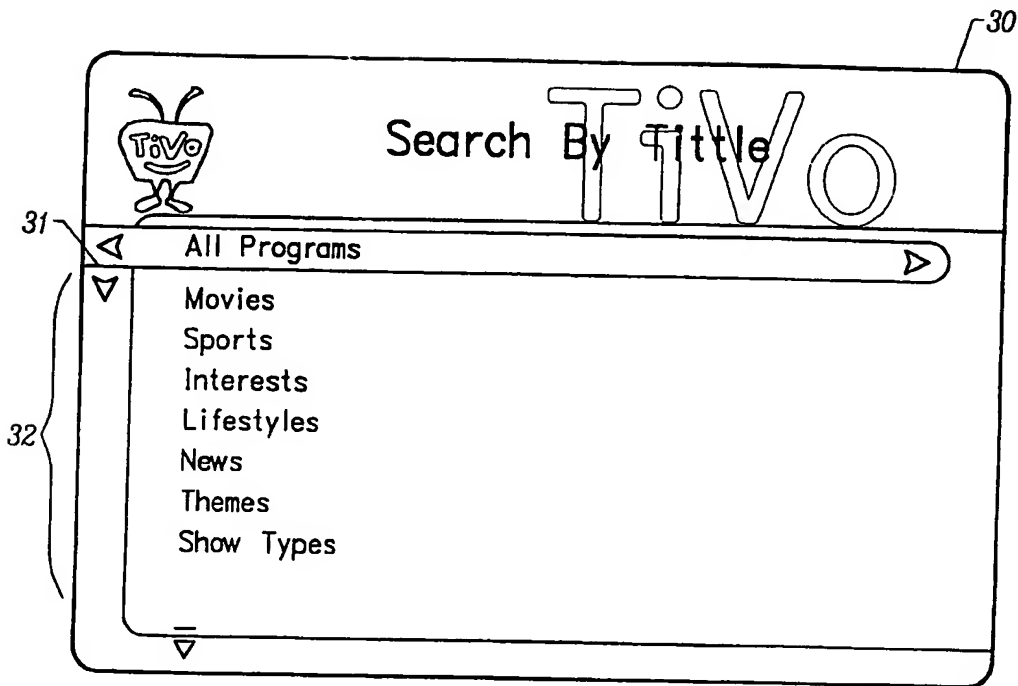 30
TiVo
TiVo
Search By Tittle
31
All Programs
Movies
Sports
Interests
Lifestyles
32
News
Themes
Show Types